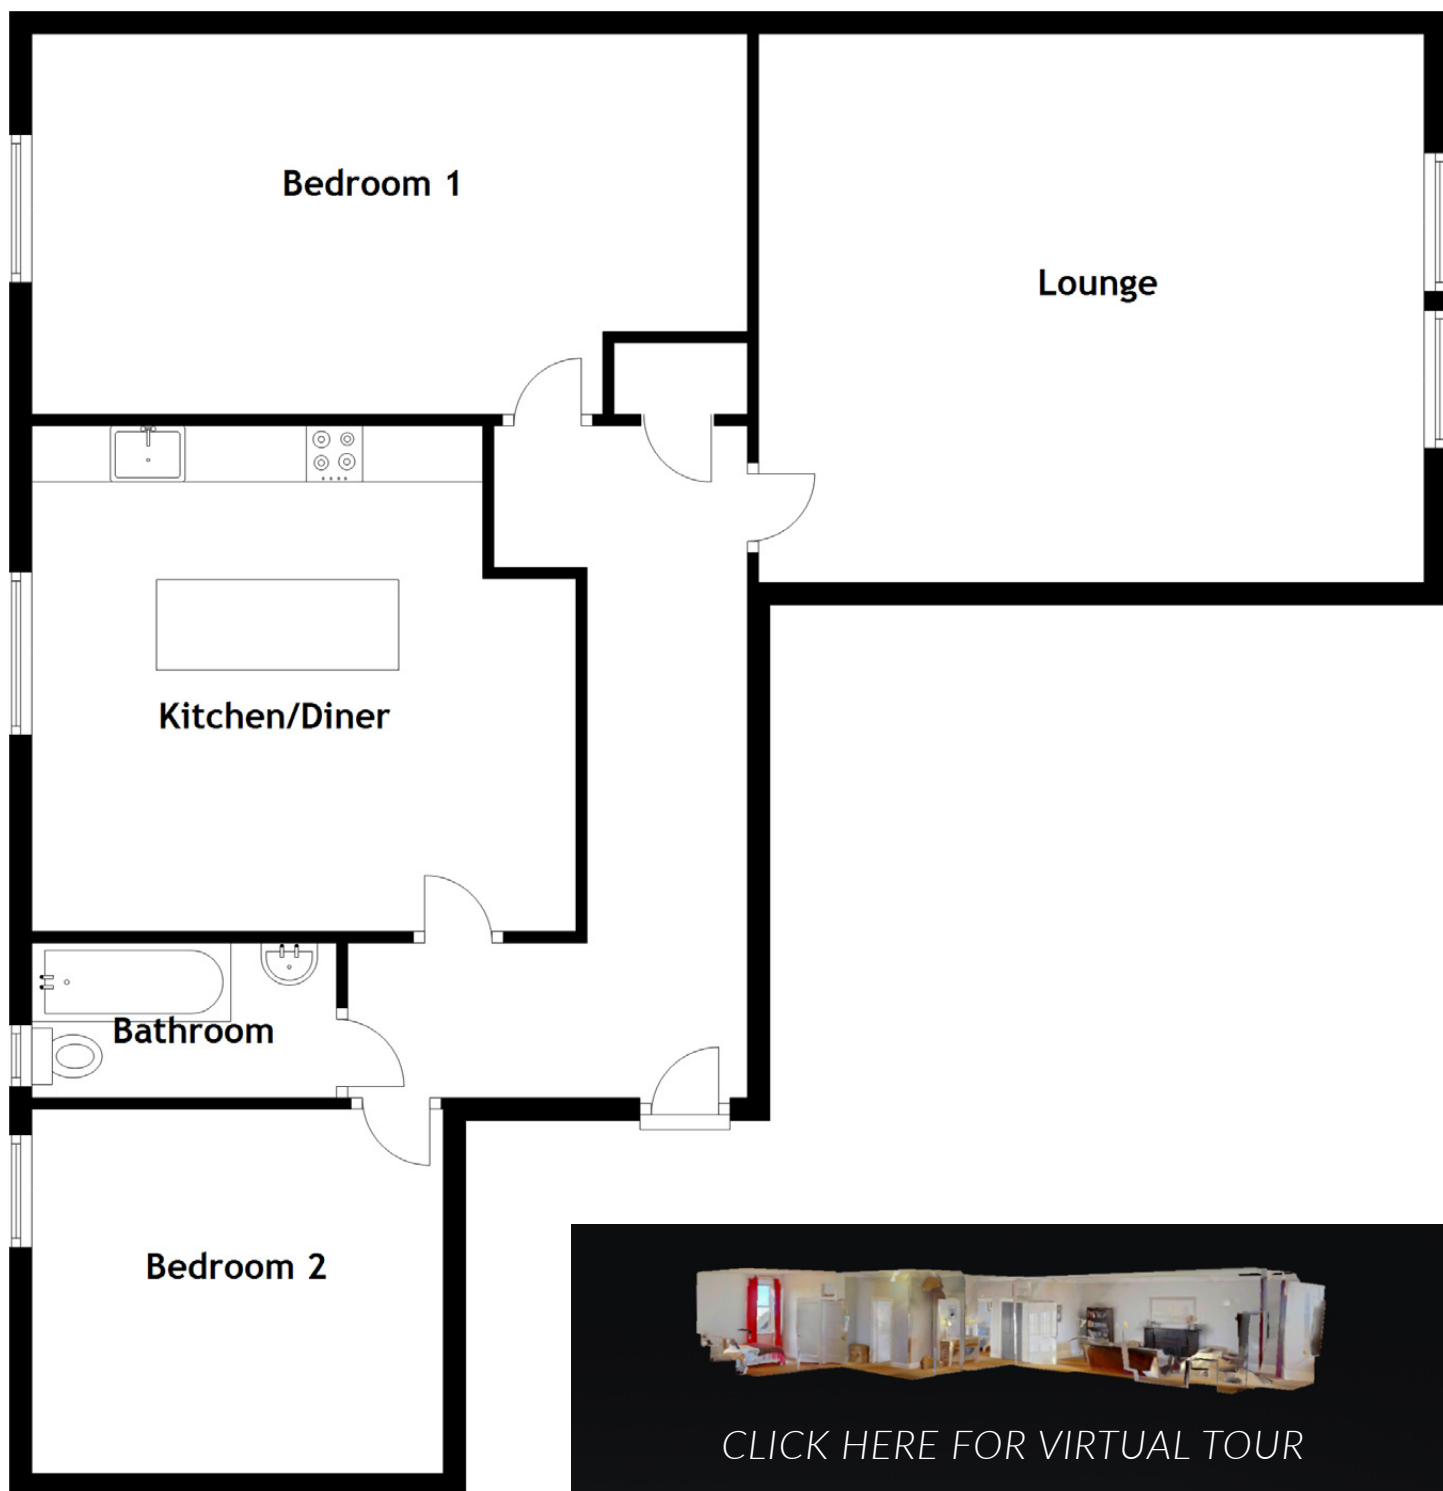 Bedroom 1
Lounge
Kitchen/Diner
Bathroom
Bedroom 2
CLICK HERE FOR VIRTUAL TOUR